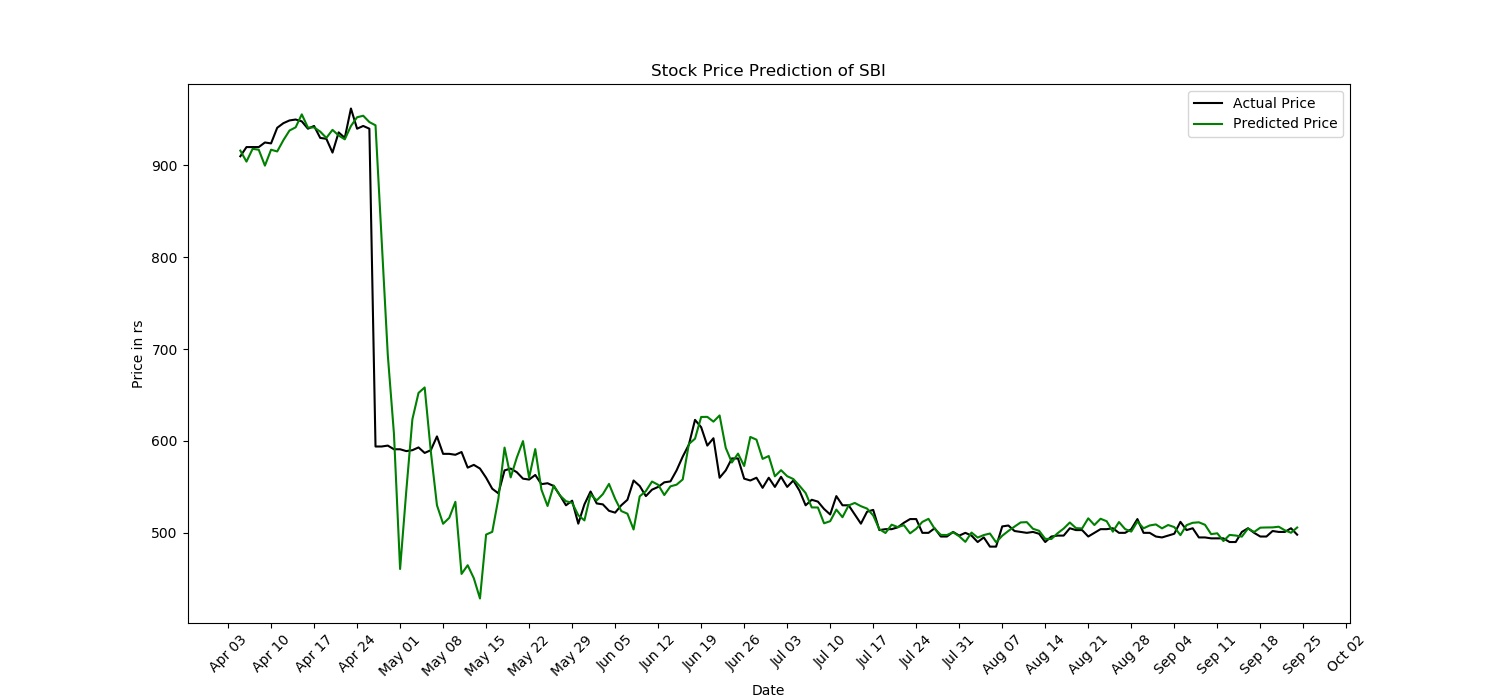 Stock Price Prediction of SBI
Actual Price
Predicted Price
Price in rs
900
800
700
600
500
Apr 03
Apr 10
Apr 17
Apr 24
May 01
May 08
May 15
May 22
May 29
Jun 05
Jun 12
Jun 19
Jun 26
Jul 03
Jul 10
Jul 17
Jul 24
Jul 31
Aug 07
Aug 14
Aug 21
Aug 28
Sep 04
Sep 11
Sep 18
Sep 25
Oct 02
Date